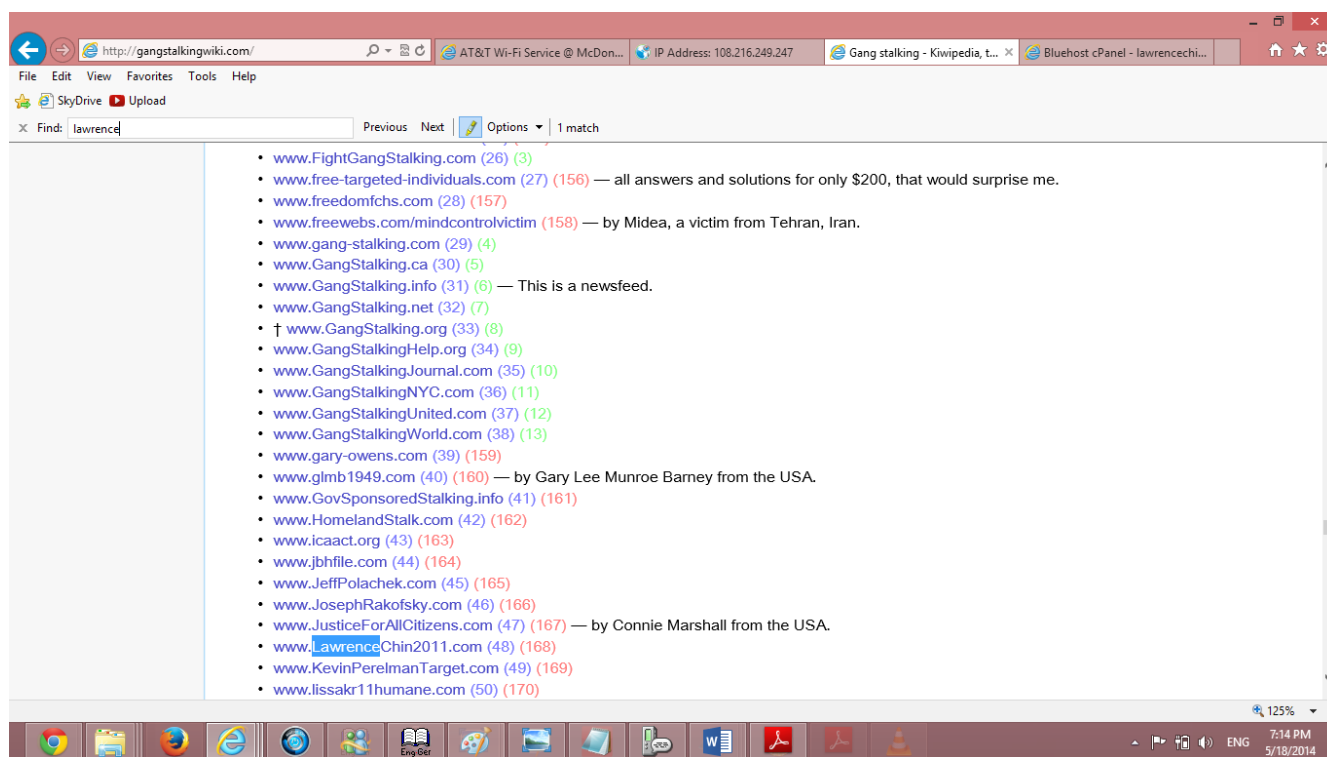 http://gangstalkingwiki.com/
AT&T Wi-Fi Service @ McDon...
IP Address: 108.216.249.247
Gang stalking - Kiwipedia, t...
Bluehost cPanel - lawrencechi...
File Edit View Favorites Tools Help
SkyDrive Upload
x Find: lawrence Previous Next Options 1 match
• www.FightGangStalking.com (26) (3)
• www.free-targeted-individuals.com (27) (156) — all answers and solutions for only $200, that would surprise me.
• www.freedomfchs.com (28) (157)
• www.freewebs.com/mindcontrolvictim (158) — by Midea, a victim from Tehran, Iran.
• www.gang-stalking.com (29) (4)
• www.GangStalking.ca (30) (5)
• www.GangStalking.info (31) (6) — This is a newsfeed.
• www.GangStalking.net (32) (7)
• † www.GangStalking.org (33) (8)
• www.GangStalkingHelp.org (34) (9)
• www.GangStalkingJournal.com (35) (10)
• www.GangStalkingNYC.com (36) (11)
• www.GangStalkingUnited.com (37) (12)
• www.GangStalkingWorld.com (38) (13)
• www.gary-owens.com (39) (159)
• www.glmb1949.com (40) (160) — by Gary Lee Munroe Barney from the USA.
• www.GovSponsoredStalking.info (41) (161)
• www.HomelandStalk.com (42) (162)
• www.icaact.org (43) (163)
• www.jbhfile.com (44) (164)
• www.JeffPolachek.com (45) (165)
• www.JosephRakofsky.com (46) (166)
• www.JusticeForAllCitizens.com (47) (167) — by Connie Marshall from the USA.
• www.LawrenceChin2011.com (48) (168)
• www.KevinPerelmanTarget.com (49) (169)
• www.lissakr11humane.com (50) (170)
125%
Eng-Ger
ENG
7:14 PM
5/18/2014